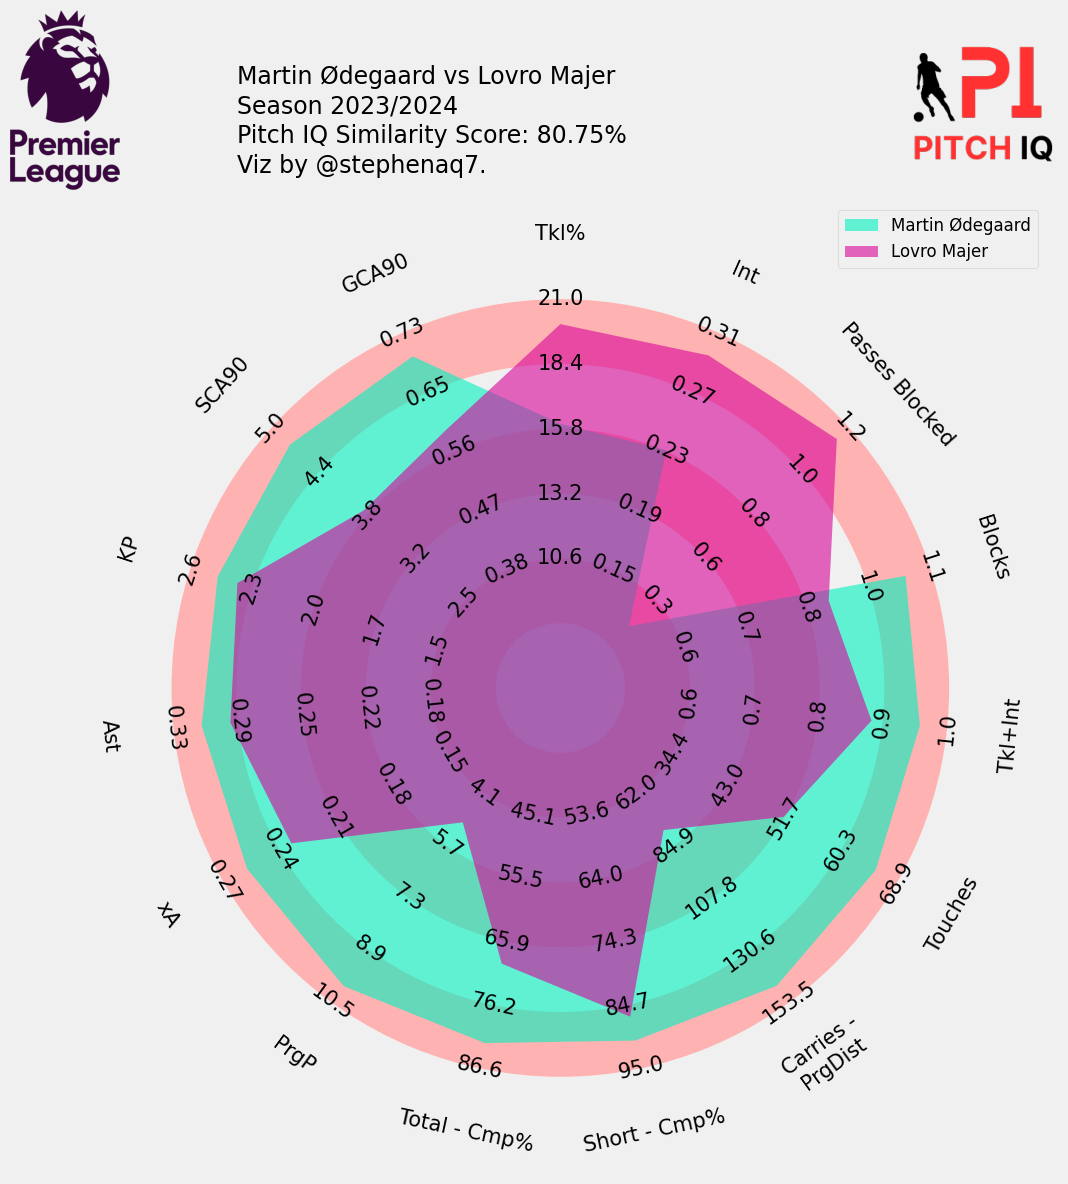 Premier
League
Martin Ødegaard vs Lovro Majer
Season 2023/2024
Pitch IQ Similarity Score: 80.75%
Viz by @stephenaq7.
PI
PITCH IQ
Martin Ødegaard
Lovro Majer
Tkl%
21.0
18.4
15.8
13.2
10.6
Int
0.31
0.27
0.23
0.19
0.15
Passes Blocked
1.2
1.0
0.8
0.6
0.3
Blocks
1.1
1.0
0.8
0.7
0.6
Tkl+Int
1.0
0.9
0.8
0.7
0.6
Touches
68.9
60.3
51.7
43.0
34.4
Carries -
PrgDist
153.5
130.6
107.8
84.9
62.0
Short - Cmp%
95.0
84.7
74.3
64.0
53.6
Total - Cmp%
86.6
76.2
65.9
55.5
45.1
PrgP
10.5
8.9
7.3
5.7
4.1
xA
0.27
0.24
0.21
0.18
0.15
Ast
0.33
0.29
0.25
0.22
0.18
KP
2.6
2.3
2.0
1.7
1.5
SCA90
5.0
4.4
3.8
3.2
2.5
GCA90
0.73
0.65
0.56
0.47
0.38